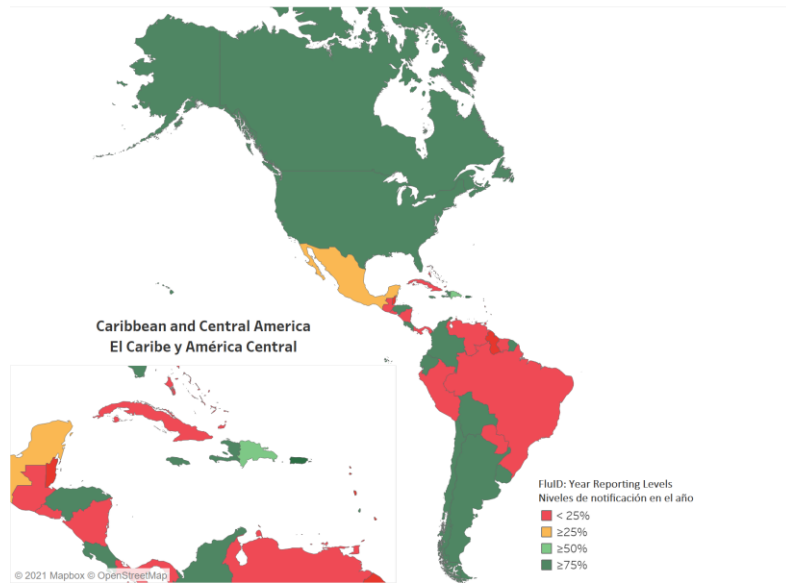 Caribbean and Central America
El Caribe y América Central
FluID: Year Reporting Levels
Niveles de notificación en el año
< 25%
≥25%
≥50%
≥75%
© 2021 Mapbox © OpenStreetMap